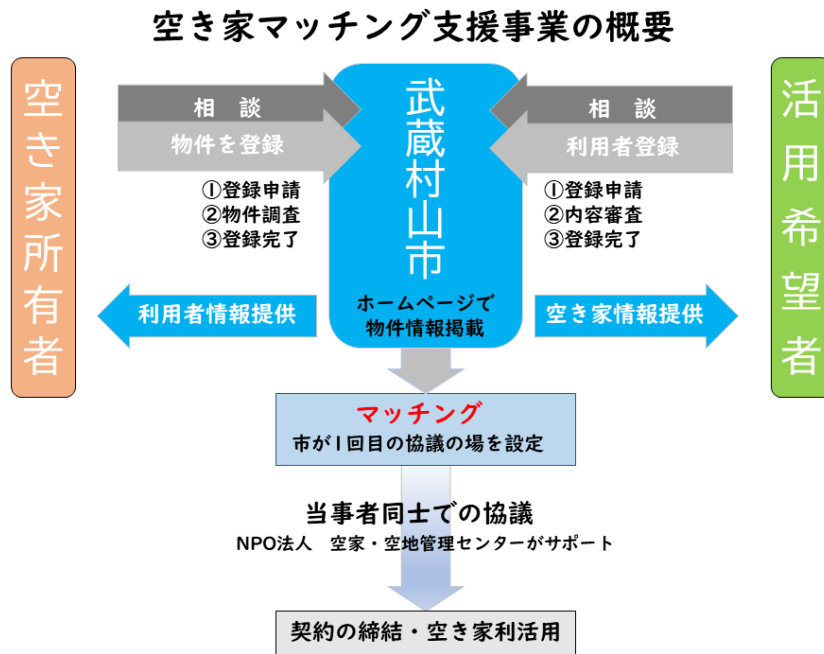 空き家マッチング支援事業の概要
空き家所有者
相　談
物件を登録
①登録申請
②物件調査
③登録完了
利用者情報提供
武蔵村山市
ホームページで
物件情報掲載
相　談
利用者登録
①登録申請
②内容審査
③登録完了
空き家情報提供
活用希望者
マッチング
市が1回目の協議の場を設定
当事者同士での協議
NPO法人　空家・空地管理センターがサポート
契約の締結・空き家利活用